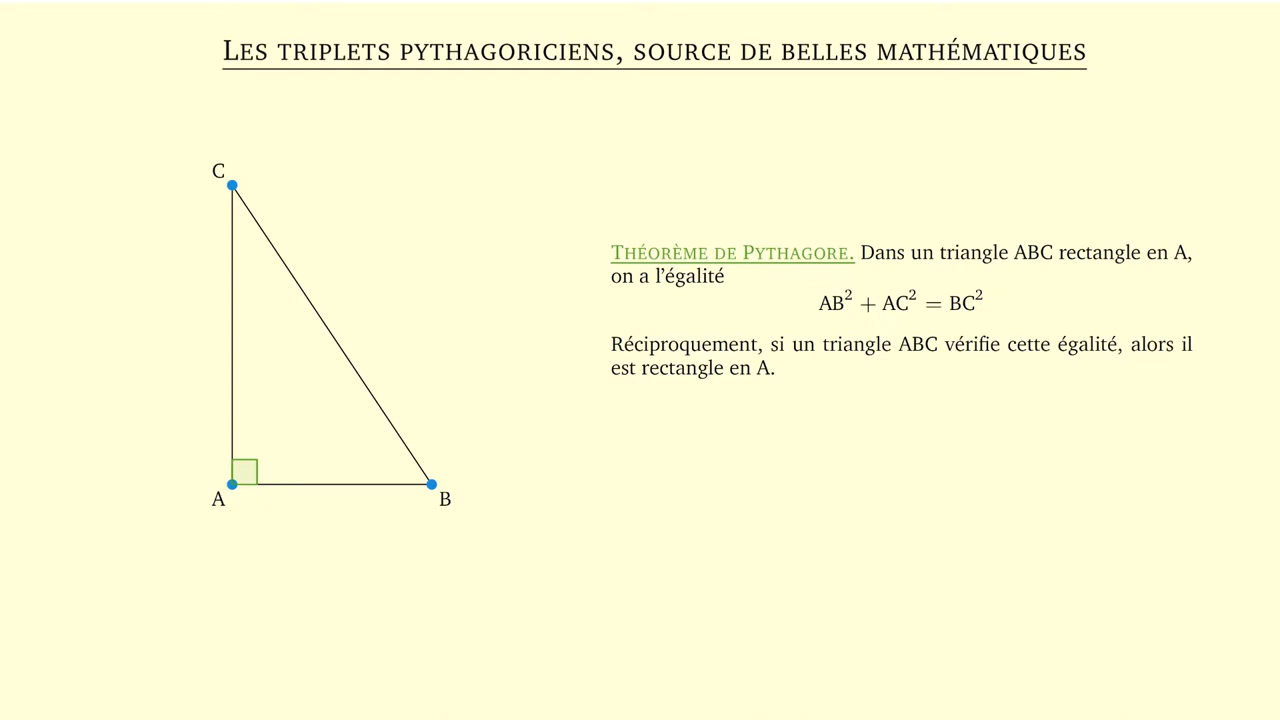 LES TRIPLETS PYTHAGORICIENS, SOURCE DE BELLES MATHÉMATIQUES
C
THÉORÈME DE PYTHAGORE. Dans un triangle ABC rectangle en A,
on a l'égalité
AB² + AC² = BC²
Réciproquement, si un triangle ABC vérifie cette égalité, alors il
est rectangle en A.
A
B